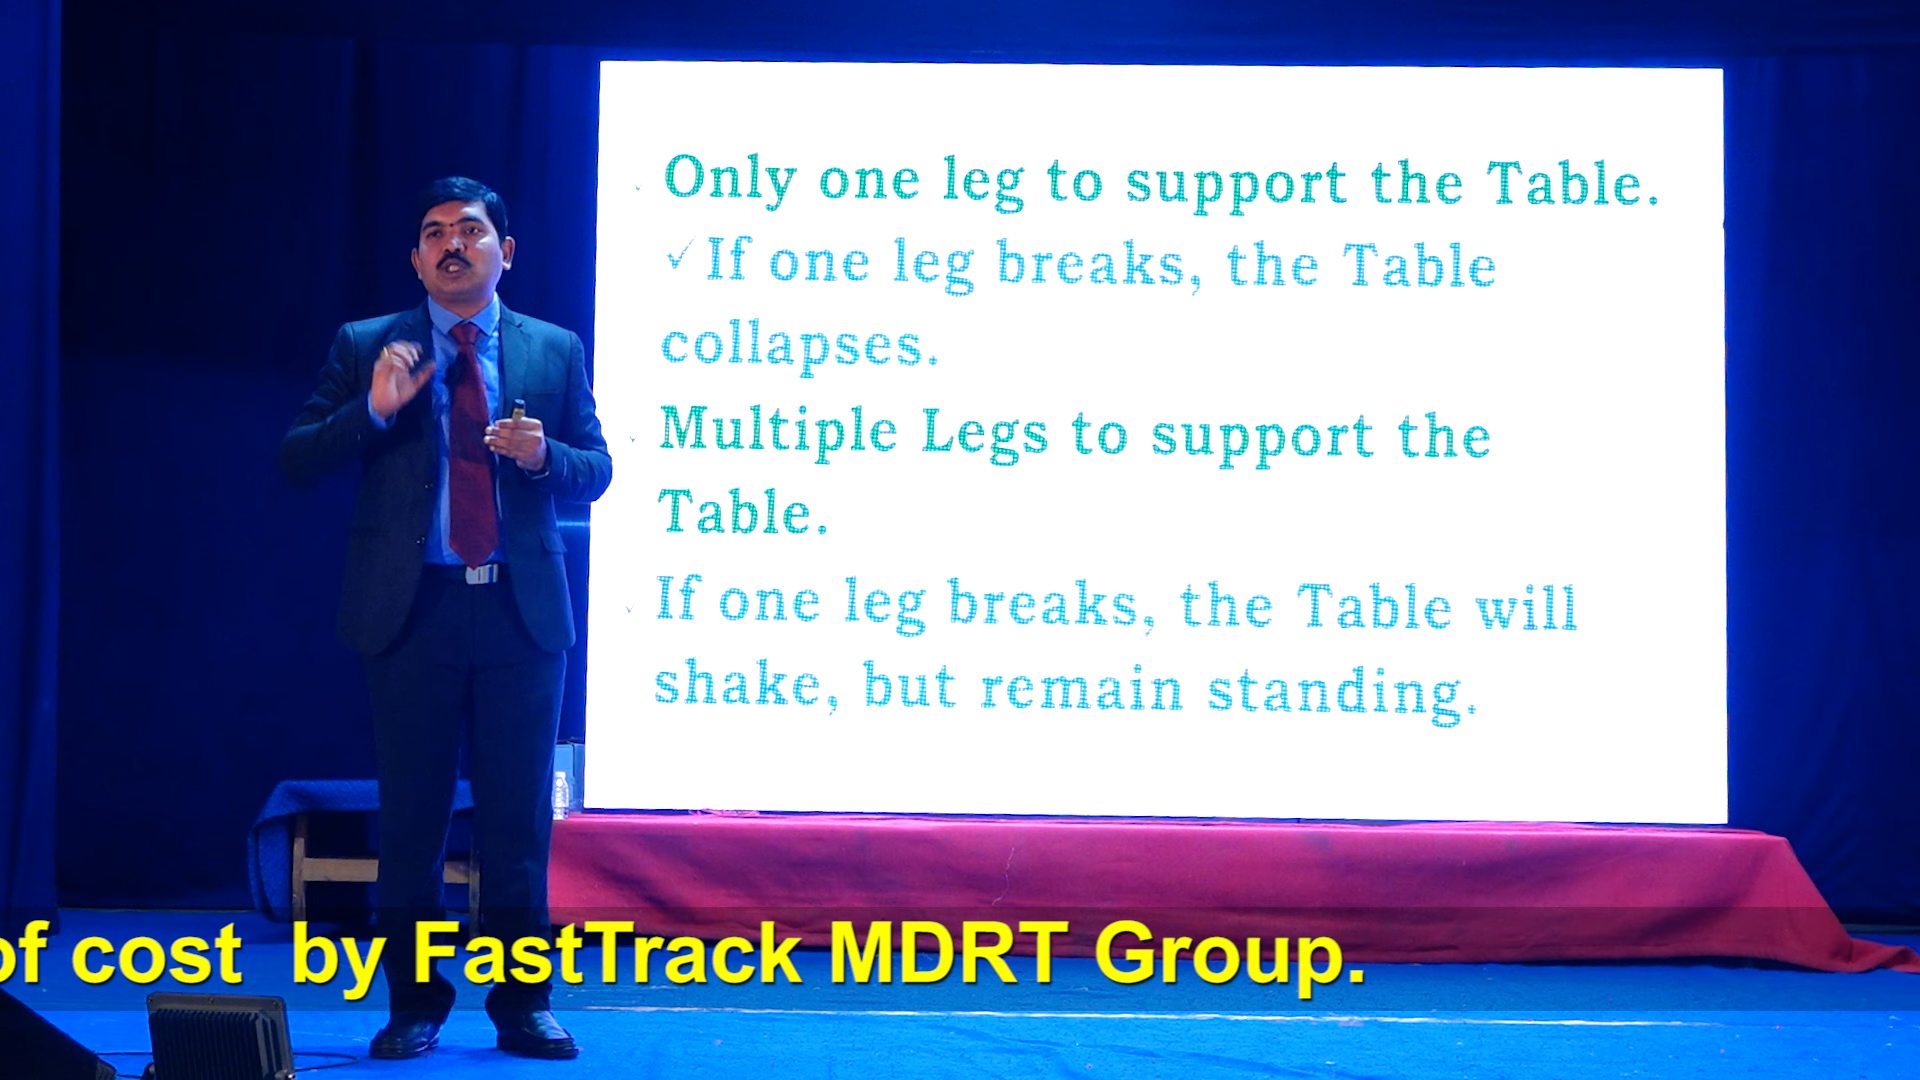 Only one leg to support the Table.
✓If one leg breaks, the Table
collapses.
Multiple Legs to support the
Table.
If one leg breaks, the Table will
shake, but remain standing.
of cost by FastTrack MDRT Group.